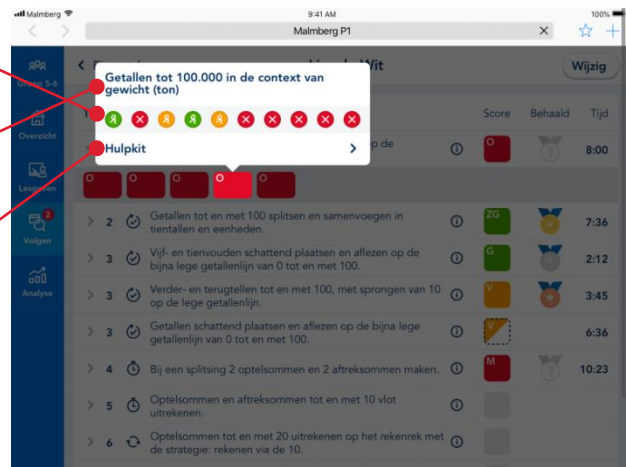 Malmberg
9:41 AM
100%
Malmberg P1
Groep 5-6
Wit
Wijzig
Getallen tot 100.000 in de context van
gewicht (ton)
Hulpkit
Score Behaald Tijd
op de
O 8:00
O O O O O
Overzicht
Lesgeven
2
Volgen
Analyse
2 Getallen tot en met 100 splitsen en samenvoegen in
tientallen en eenheden.
ZG 7:36
3 Vijf- en tienvouden schattend plaatsen en aflezen op de
bijna lege getallenlijn van 0 tot en met 100.
G 2:12
3 Verder- en terugtellen tot en met 100, met sprongen van 10
op de lege getallenlijn.
V 3:45
3 Getallen schattend plaatsen en aflezen op de bijna lege
getallenlijn van 0 tot en met 100.
V 6:36
4 Bij een splitsing 2 optelsommen en 2 aftreksommen maken.
M 10:23
5 Optelsommen en aftreksommen tot en met 10 vlot
uitrekenen.
6 Optelsommen tot en met 20 uitrekenen op het rekenrek met
de strategie: rekenen via de 10.